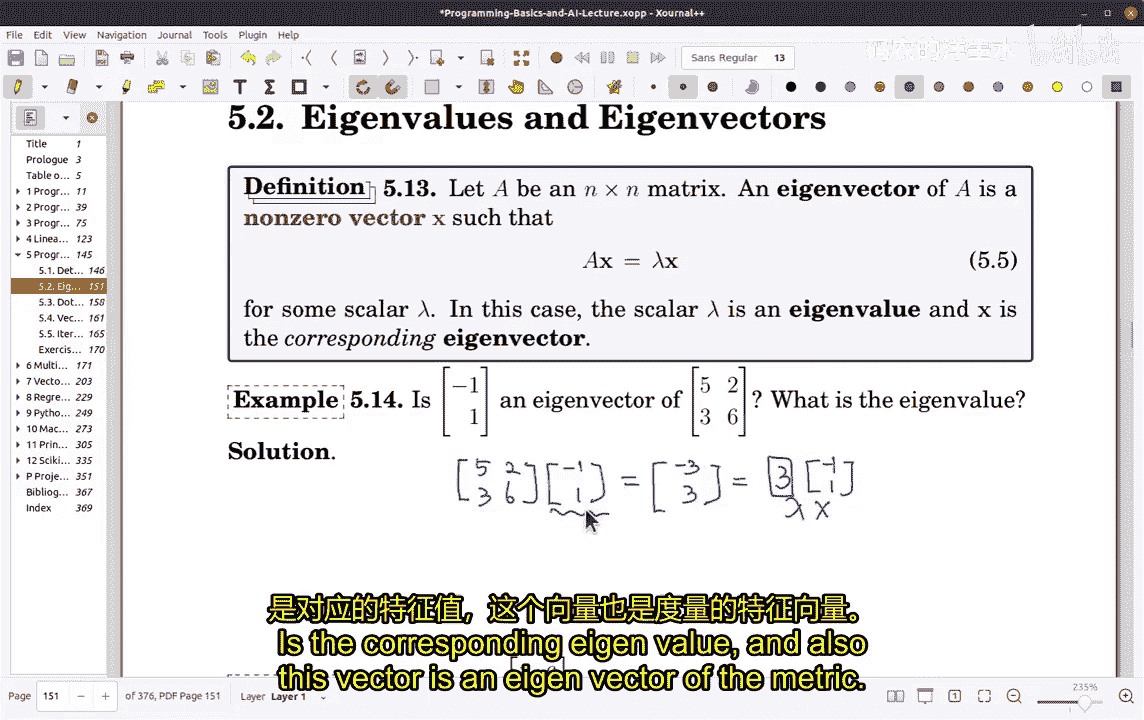 *Programming-Basics-and-AI-Lecture.xopp - Xournal++
File Edit View Navigation Journal Tools Plugin Help
Sans Regular 13
Title 1
Prologue 3
Table o... 5
1 Progr... 11
2 Progr... 39
3 Progr... 75
4 Linea... 123
5 Progr... 145
5.1. Det... 146
5.2. Eig... 151
5.3. Dot... 158
5.4. Vec... 161
5.5. Iter... 165
Exercis... 170
6 Multi... 171
7 Vecto... 203
8 Regre... 229
9 Pytho... 249
10 Mac... 273
11 Prin... 305
12 Sciki... 335
P Proje... 351
Bibliog... 367
Index 369
5.2. Eigenvalues and Eigenvectors
Definition 5.13. Let A be an n × n matrix. An eigenvector of A is a
nonzero vector x such that
Ax = λx (5.5)
for some scalar λ. In this case, the scalar λ is an eigenvalue and x is
the corresponding eigenvector.
Example 5.14. Is [−1 1] an eigenvector of [5 2 3 6]? What is the eigenvalue?
Solution.
[5 2 3 6] [-1 1] = [-3 3] = 3 [-1 1]
λ x
是对应的特征值，这个向量也是度量的特征向量。
Is the corresponding eigen value, and also
this vector is an eigen vector of the metric.
Page 151 − + of 376, PDF Page 151 Layer Layer 1 235%